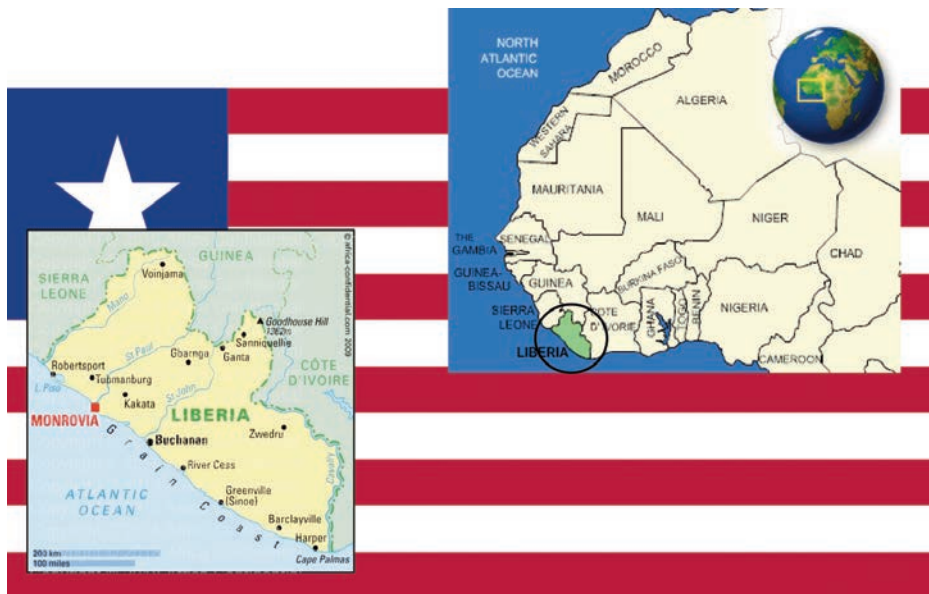 NORTH
ATLANTIC
OCEAN
MOROCCO
ALGERIA
WESTERN
SAHARA
MAURITANIA
MALI
NIGER
CHAD
THE
GAMBIA
SENEGAL
GUINEA-
BISSAU
GUINEA
BURKINA FASO
SIERRA
LEONE
COTE
D'IVORIE
GHANA
TOGO
BENIN
NIGERIA
LIBERIA
CAMEROON
© africa-confidential.com 2009
GUINEA
SIERRA
LEONE
Voinjama
Mano
Goodhouse Hill
1362m
Sanniquellie
St Paul
Gbarnga
Ganta
CÔTE
D'IVOIRE
Robertsport
L. Piso
Tubmanburg
St John
Kakata
MONROVIA
LIBERIA
Zwedru
Buchanan
Grain Coast
River Cess
Cavally
ATLANTIC
OCEAN
Greenville
(Sinoe)
Barclayville
Harper
Cape Palmas
200 km
100 miles